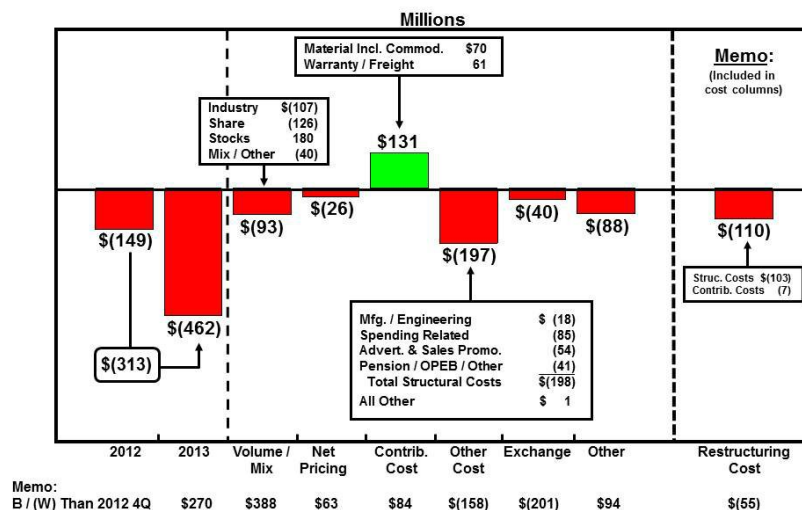 Millions
Material Incl. Commod. $70
Warranty / Freight 61
Memo:
(Included in
cost columns)
Industry $(107)
Share (126)
Stocks 180
Mix / Other (40)
$131
$(149)
$(462)
$(93)
$(26)
$(197)
$(40)
$(88)
$(110)
$(313)
Struc. Costs $(103)
Contrib. Costs (7)
Mfg. / Engineering $ (18)
Spending Related (85)
Advert. & Sales Promo. (54)
Pension / OPEB / Other (41)
Total Structural Costs $(198)
All Other $ 1
2012 2013 Volume / Net Contrib. Other Exchange Other Restructuring
Mix Pricing Cost Cost Cost
Memo:
B / (W) Than 2012 4Q $270 $388 $63 $84 $(158) $(201) $94 $(55)